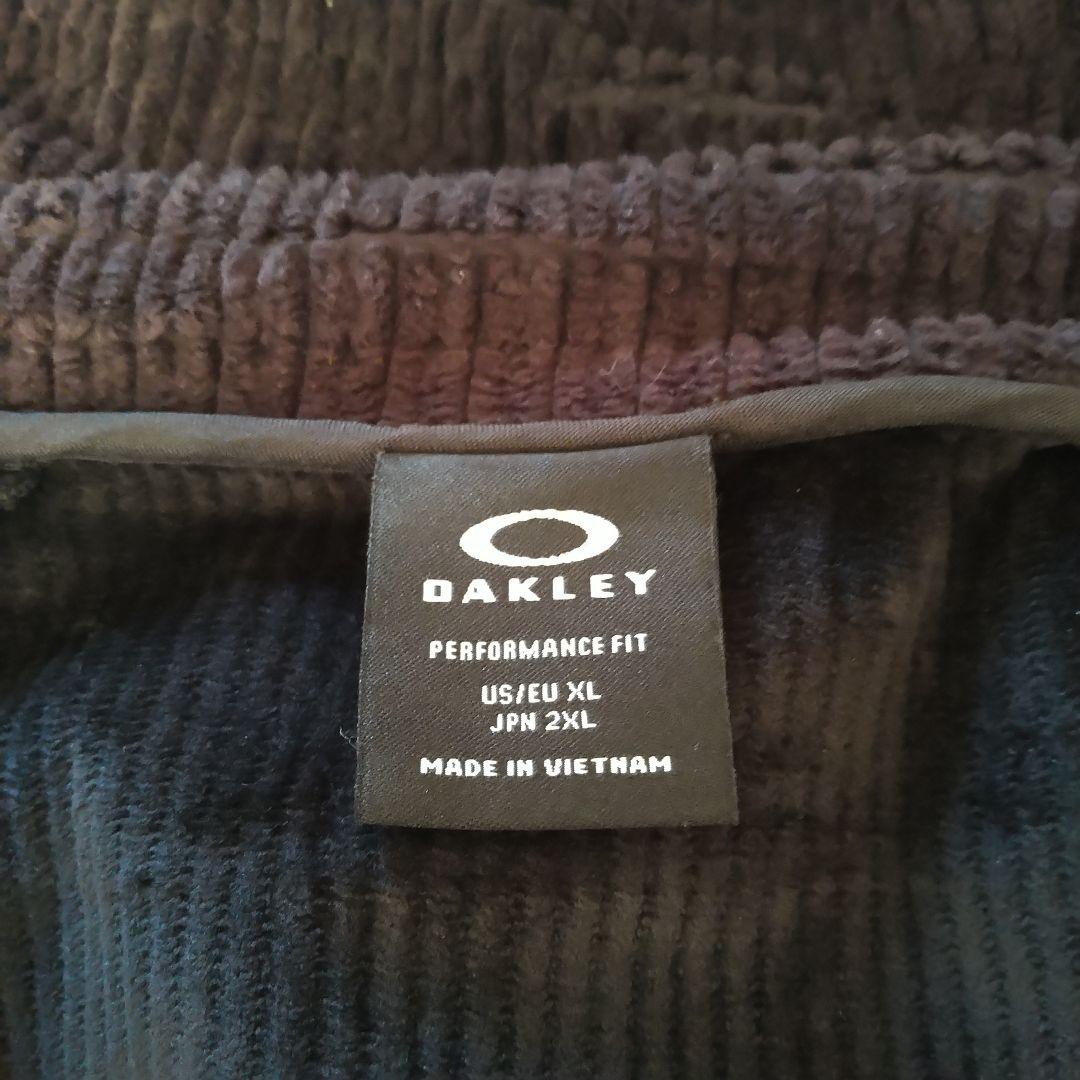 OAKLEY
PERFORMANCE FIT
US/EU XL
JPN 2XL
MADE IN VIETNAM